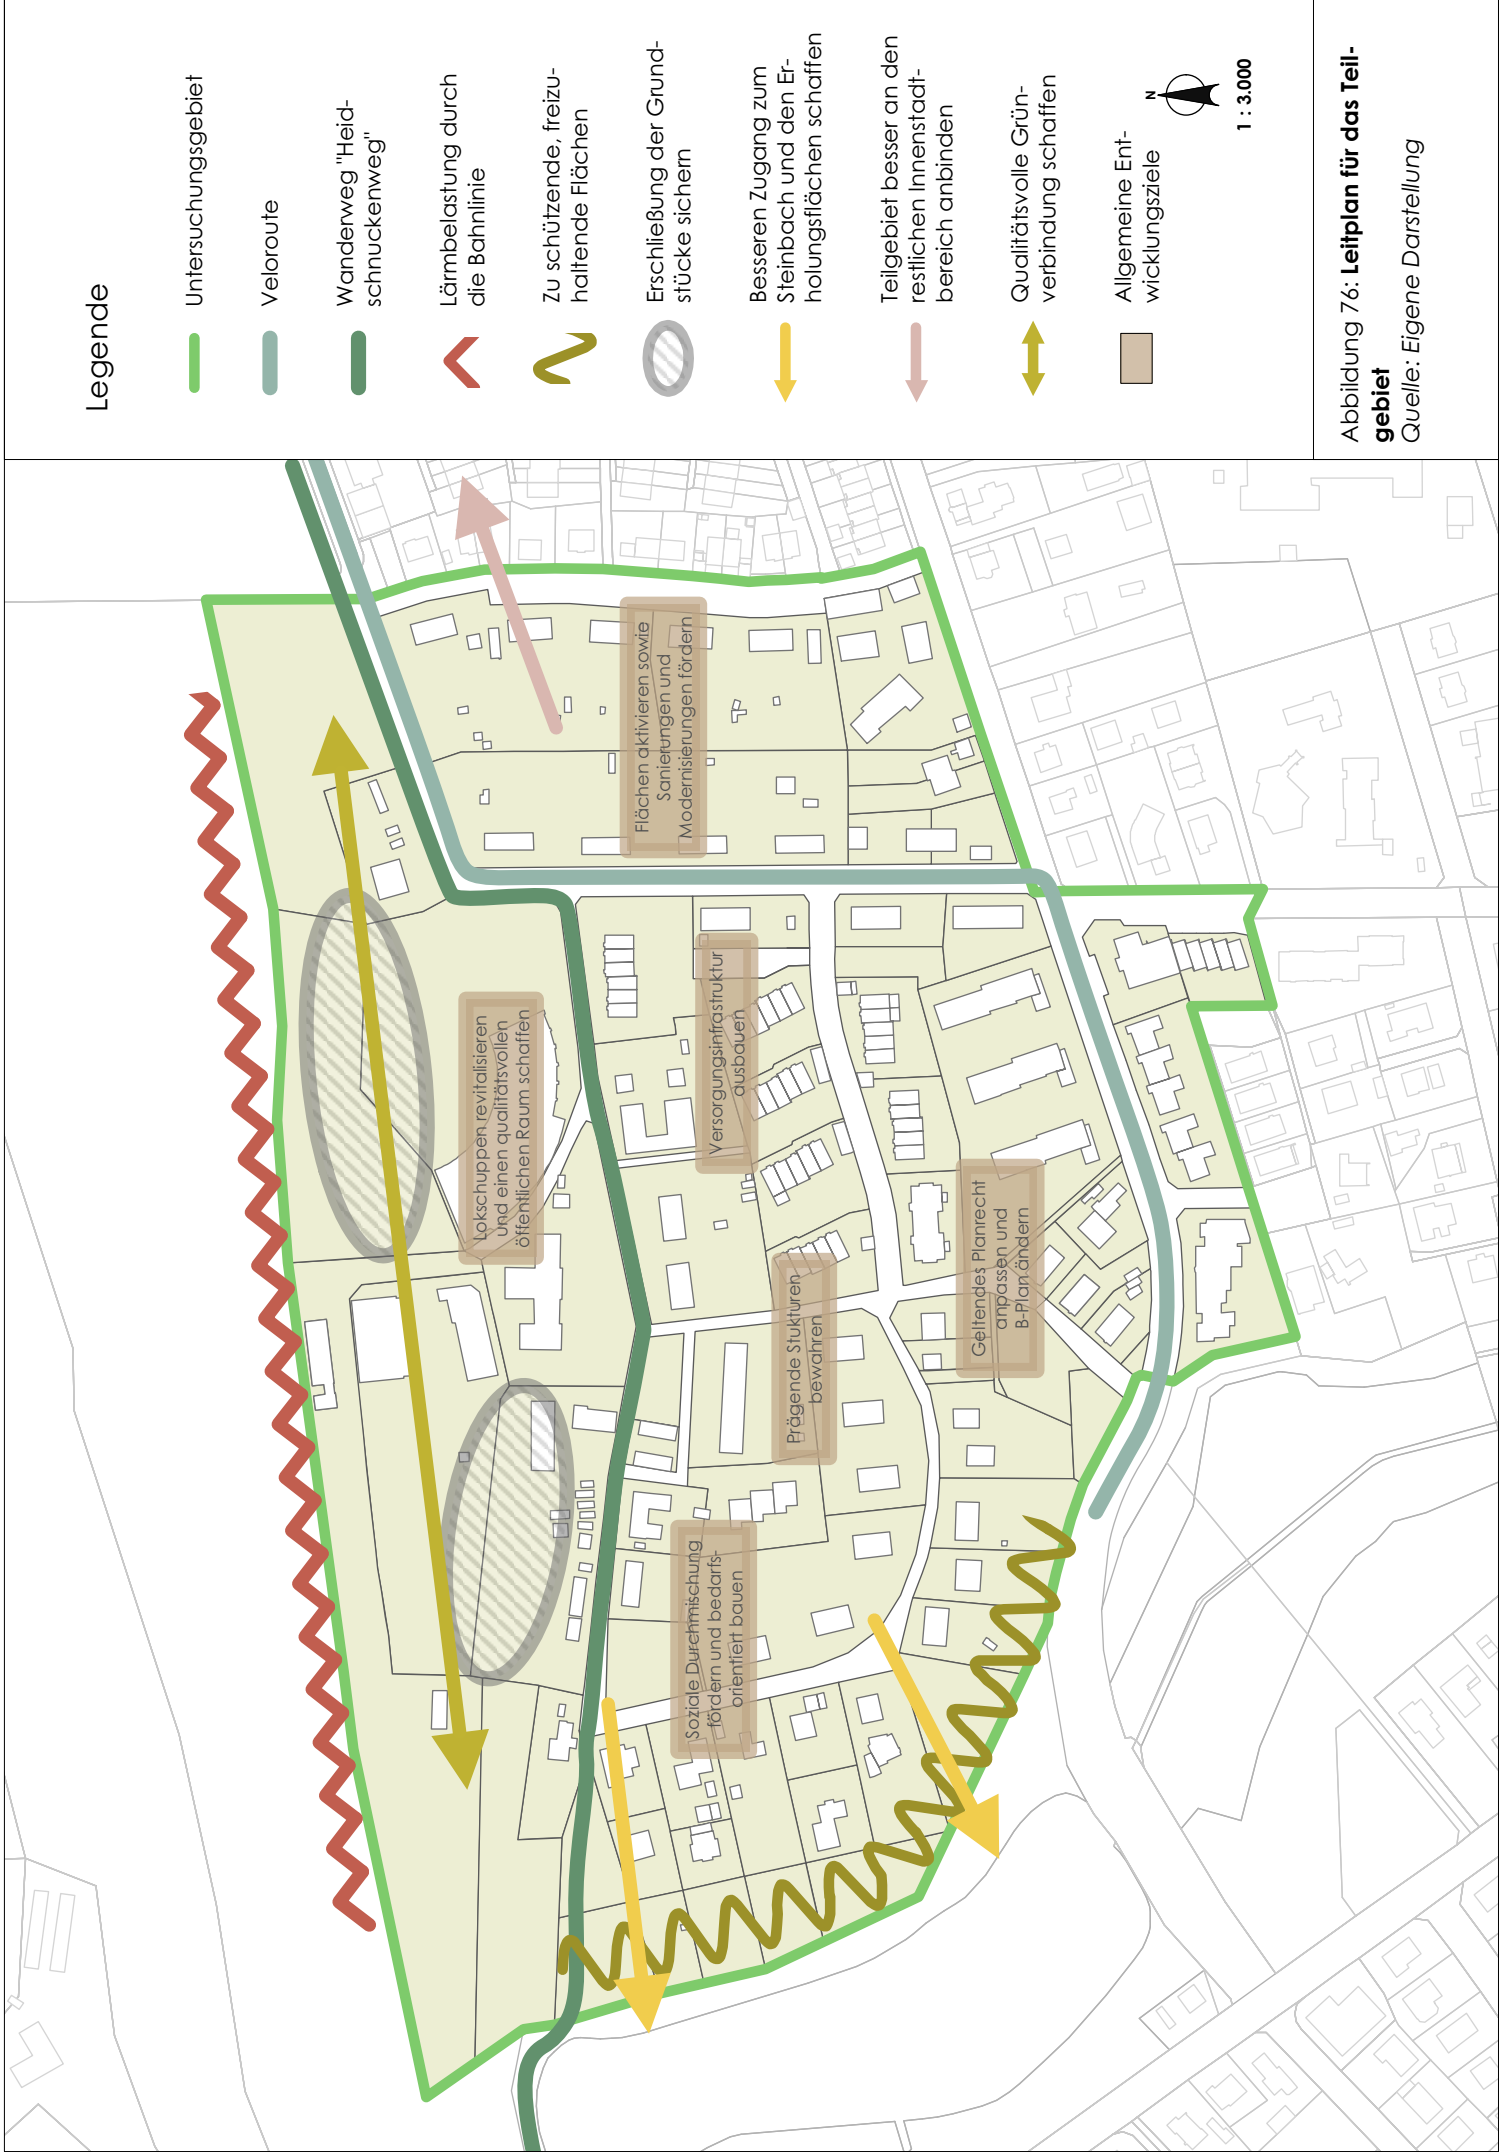 Legende
Untersuchungsgebiet
Veloroute
Wanderweg "Heid-
schnuckenweg"
Lärmbelastung durch
die Bahnlinie
Zu schützende, freizu-
haltende Flächen
Erschließung der Grund-
stücke sichern
Besseren Zugang zum
Steinbach und den Er-
holungsflächen schaffen
Teilgebiet besser an den
restlichen Innenstadt-
bereich anbinden
Qualitätsvolle Grün-
verbindung schaffen
Allgemeine Ent-
wicklungsziele
N
1 : 3.000
Abbildung 76: Leitplan für das Teil-
gebiet
Quelle: Eigene Darstellung
Lokschuppen revitalisieren
und einen qualitätsvollen
öffentlichen Raum schaffen
Flächen aktivieren sowie
Sanierungen und
Modernisierungen fördern
Versorgungsinfrastruktur
ausbauen
Soziale Durchmischung
fördern und bedarfs-
orientiert bauen
Prägende Stukturen
bewahren
Geltendes Planrecht
anpassen und
B-Plan ändern